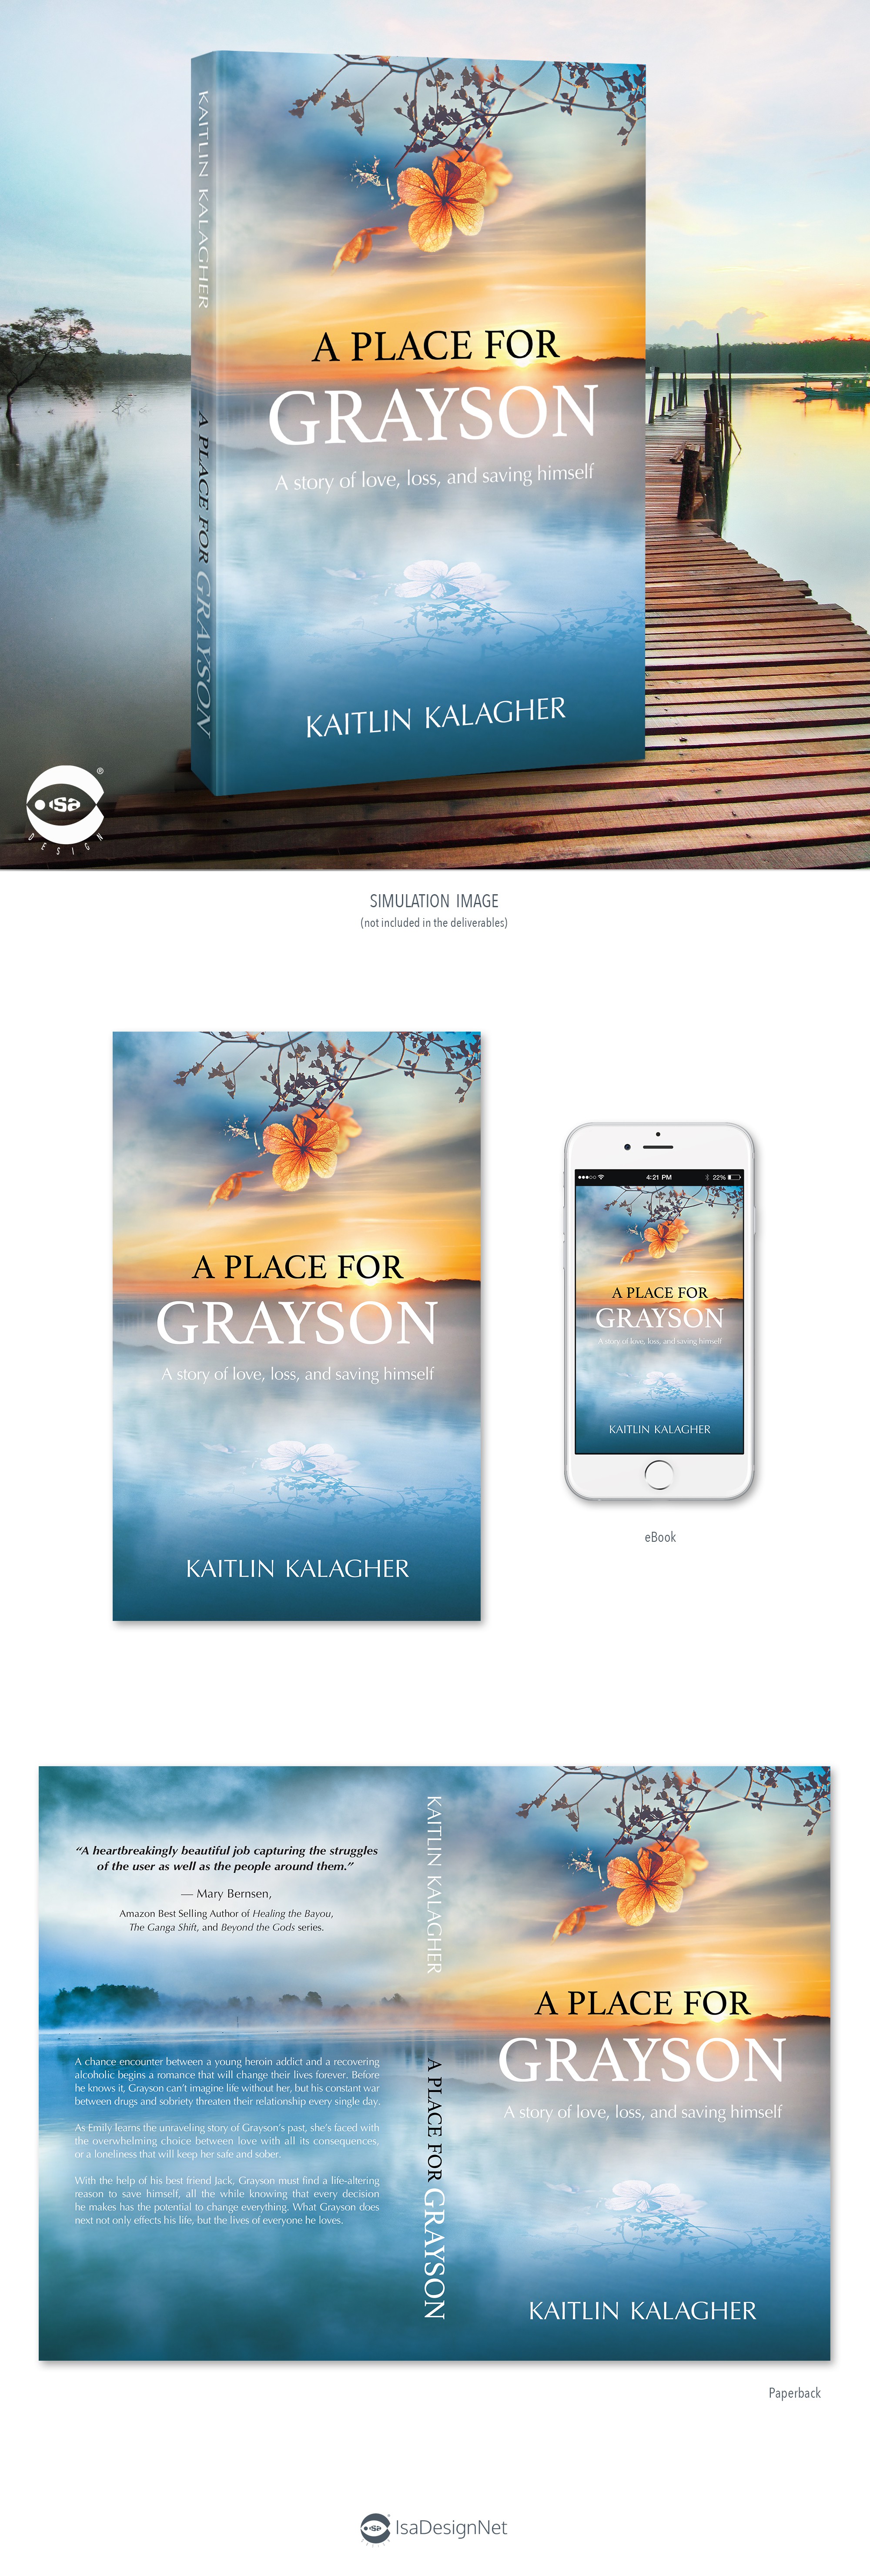 KAITLIN KALAGHER
A PLACE FOR GRAYSON
A PLACE FOR
GRAYSON
A story of love, loss, and saving himself
KAITLIN KALAGHER
isa
®
DESIGN
SIMULATION IMAGE
(not included in the deliverables)
A PLACE FOR
GRAYSON
A story of love, loss, and saving himself
KAITLIN KALAGHER
4:21 PM
22%
A PLACE FOR
GRAYSON
A story of love, loss, and saving himself
KAITLIN KALAGHER
eBook
“A heartbreakingly beautiful job capturing the struggles
of the user as well as the people around them.”
— Mary Bernsen,
Amazon Best Selling Author of Healing the Bayou,
The Ganga Shift, and Beyond the Gods series.
A chance encounter between a young heroin addict and a recovering
alcoholic begins a romance that will change their lives forever. Before
he knows it, Grayson can’t imagine life without her, but his constant war
between drugs and sobriety threaten their relationship every single day.
As Emily learns the unraveling story of Grayson’s past, she’s faced with
the overwhelming choice between love with all its consequences,
or a loneliness that will keep her safe and sober.
With the help of his best friend Jack, Grayson must find a life-altering
reason to save himself, all the while knowing that every decision
he makes has the potential to change everything. What Grayson does
next not only effects his life, but the lives of everyone he loves.
KAITLIN KALAGHER
A PLACE FOR GRAYSON
A PLACE FOR
GRAYSON
A story of love, loss, and saving himself
KAITLIN KALAGHER
Paperback
isa
IsaDesignNet